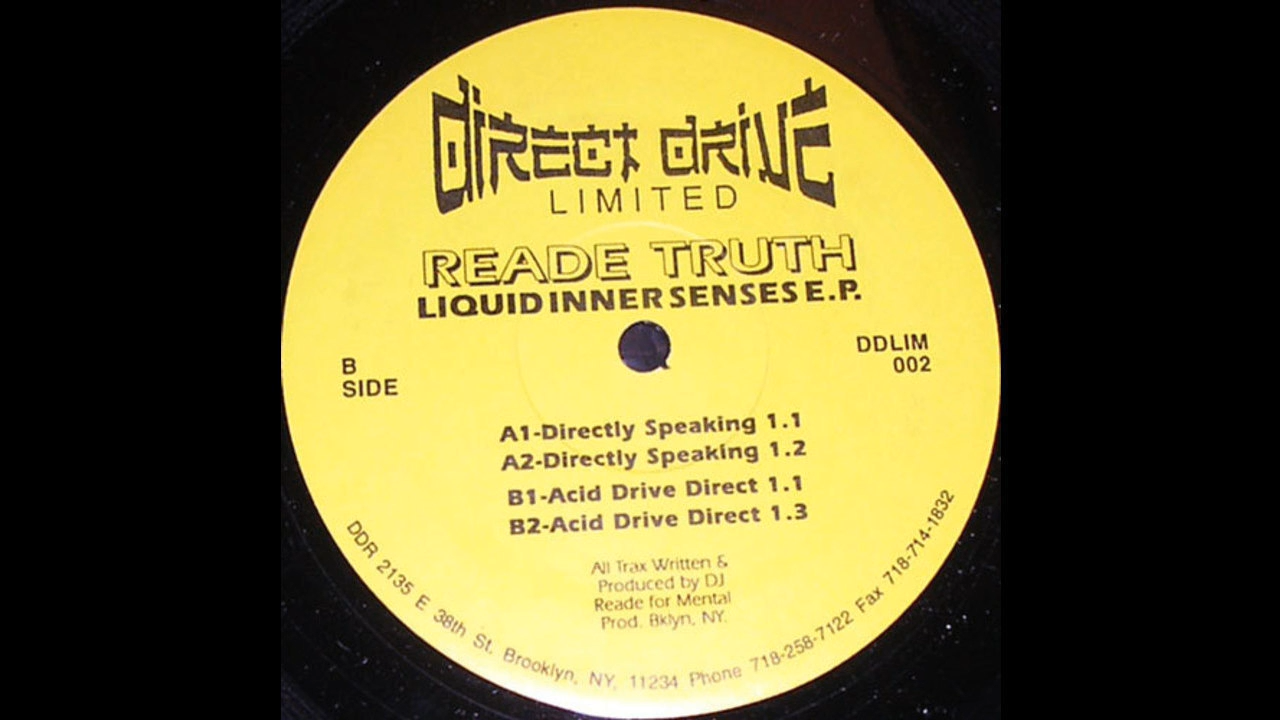 DIRECT DRIVE
LIMITED
READE TRUTH
LIQUID INNER SENSES E.P.
B
SIDE
DDLIM
002
A1-Directly Speaking 1.1
A2-Directly Speaking 1.2
B1-Acid Drive Direct 1.1
B2-Acid Drive Direct 1.3
All Trax Written &
Produced by DJ
Reade for Mental
Prod. Bklyn, NY.
DDR 2135 E 38th St. Brooklyn, NY, 11234 Phone 718-258-7122 Fax 718-714-1832